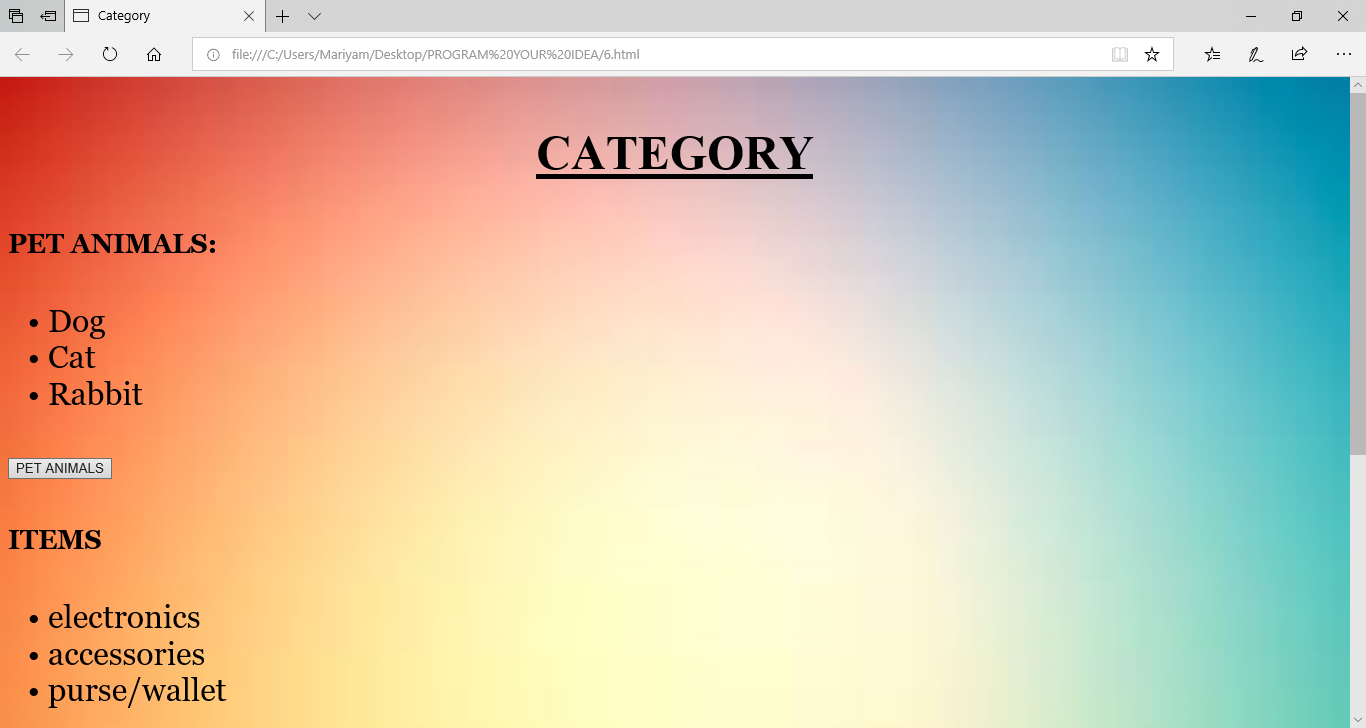 Category
file:///C:/Users/Mariyam/Desktop/PROGRAM%20YOUR%20IDEA/6.html
CATEGORY
PET ANIMALS:
• Dog
• Cat
• Rabbit
PET ANIMALS
ITEMS
• electronics
• accessories
• purse/wallet